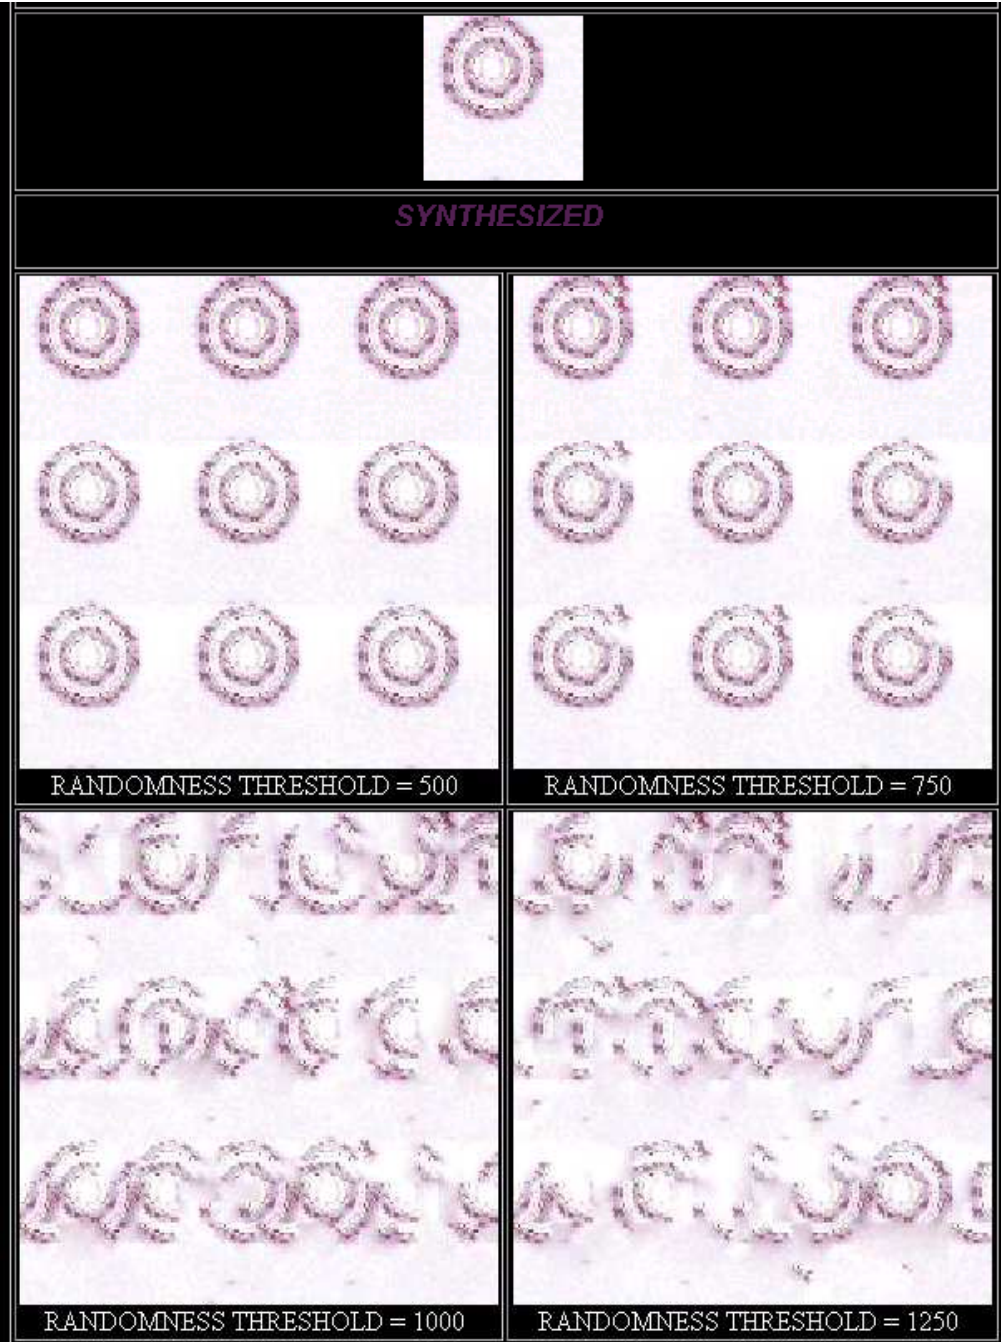 SYNTHESIZED
RANDOMNESS THRESHOLD = 500
RANDOMNESS THRESHOLD = 750
RANDOMNESS THRESHOLD = 1000
RANDOMNESS THRESHOLD = 1250